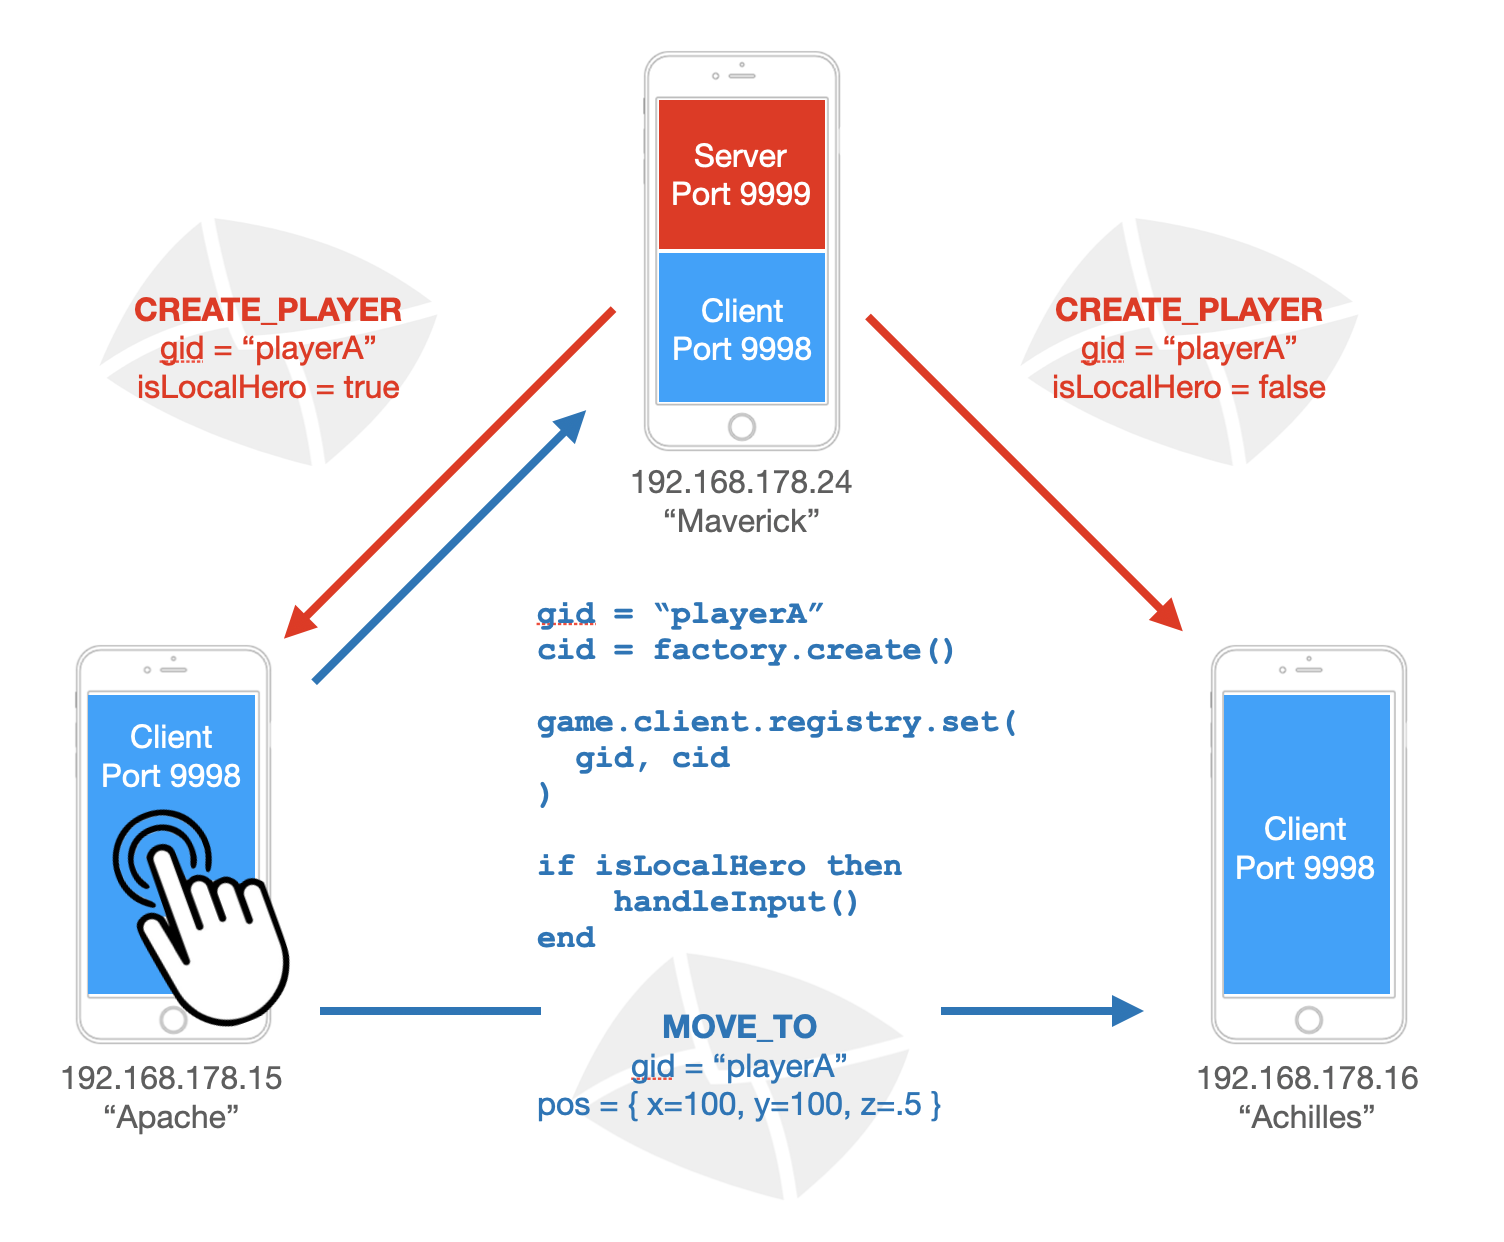 Server
Port 9999
Client
Port 9998
192.168.178.24
“Maverick”
CREATE_PLAYER
gid = “playerA”
isLocalHero = true
CREATE_PLAYER
gid = “playerA”
isLocalHero = false
gid = “playerA”
cid = factory.create()
game.client.registry.set(
gid, cid
)
if isLocalHero then
handleInput()
end
Client
Port 9998
192.168.178.15
“Apache”
MOVE_TO
gid = “playerA”
pos = { x=100, y=100, z=.5 }
Client
Port 9998
192.168.178.16
“Achilles”